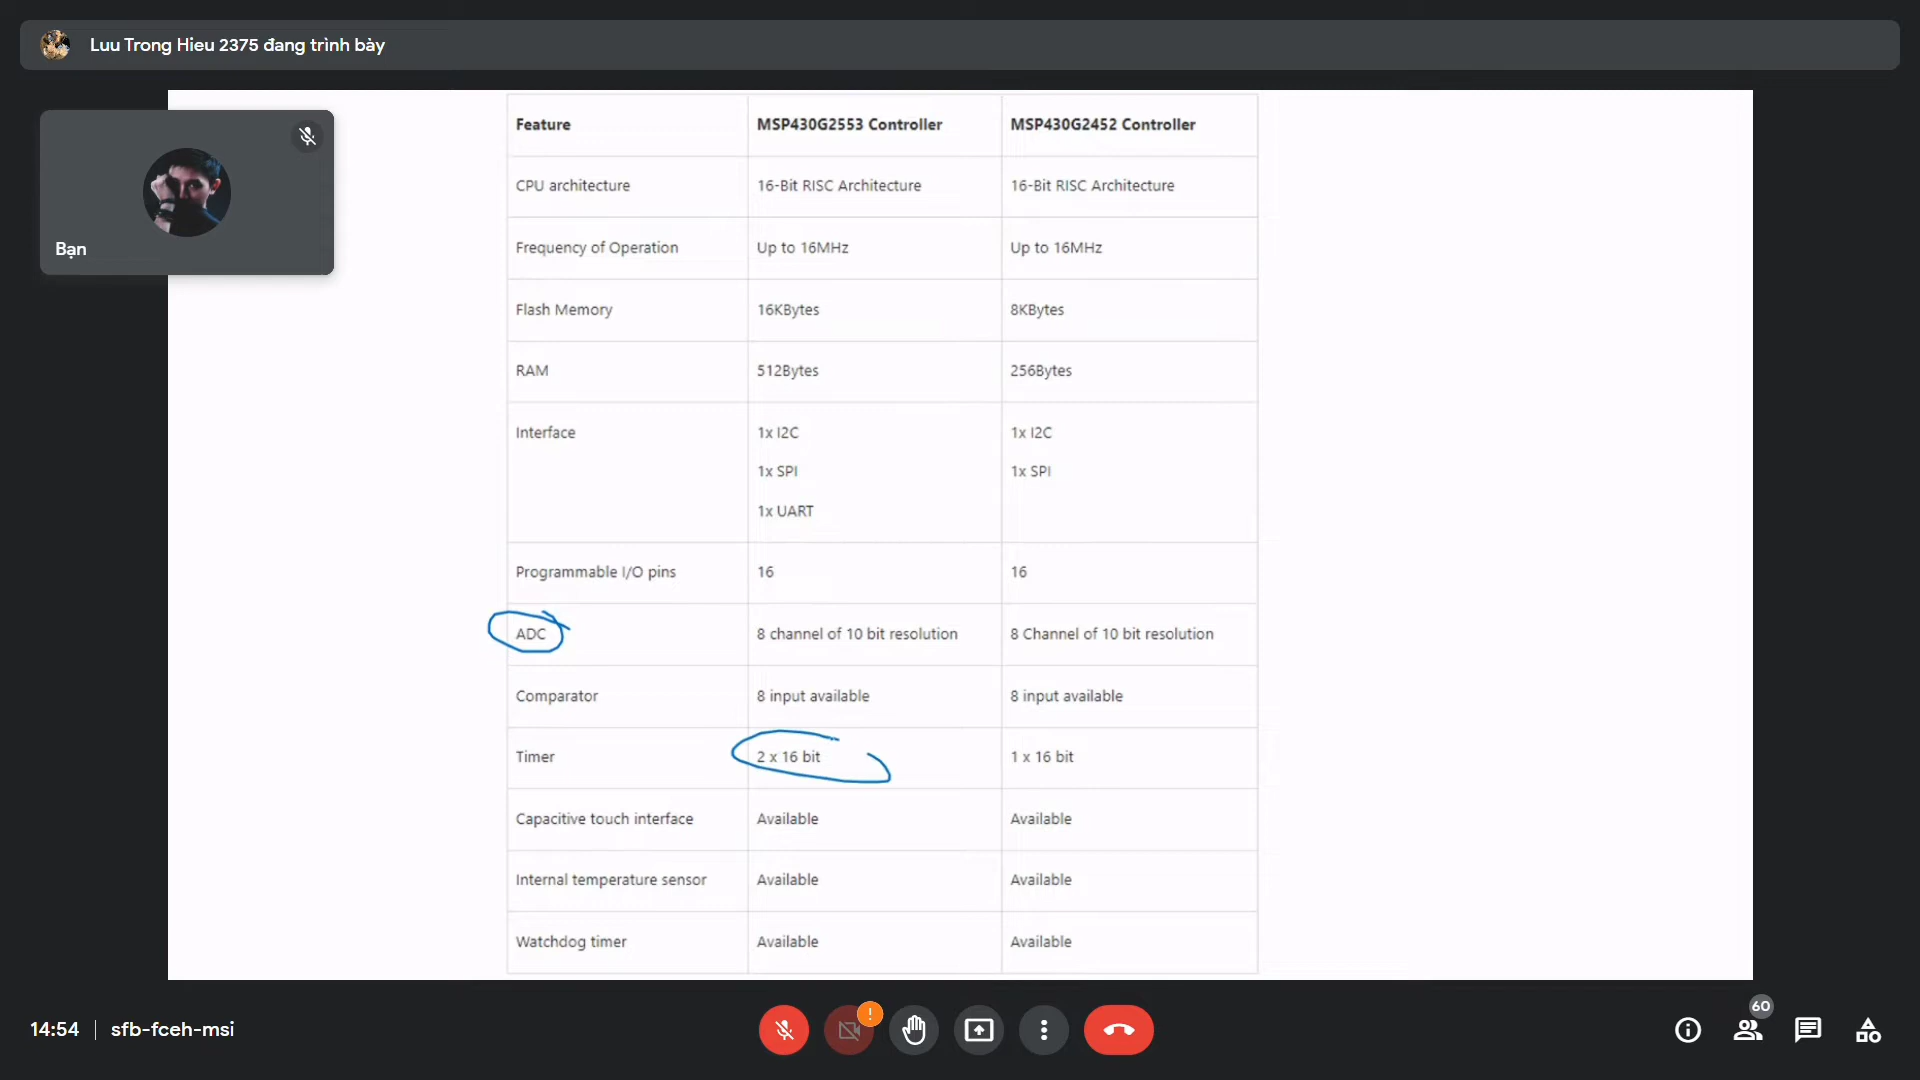 Luu Trong Hieu 2375 đang trình bày
Bạn
Feature MSP430G2553 Controller MSP430G2452 Controller
CPU architecture 16-Bit RISC Architecture 16-Bit RISC Architecture
Frequency of Operation Up to 16MHz Up to 16MHz
Flash Memory 16KBytes 8KBytes
RAM 512Bytes 256Bytes
Interface 1x I2C 1x I2C
1x SPI 1x SPI
1x UART
Programmable I/O pins 16 16
ADC 8 channel of 10 bit resolution 8 Channel of 10 bit resolution
Comparator 8 input available 8 input available
Timer 2 x 16 bit 1 x 16 bit
Capacitive touch interface Available Available
Internal temperature sensor Available Available
Watchdog timer Available Available
14:54 | sfb-fceh-msi
!
60